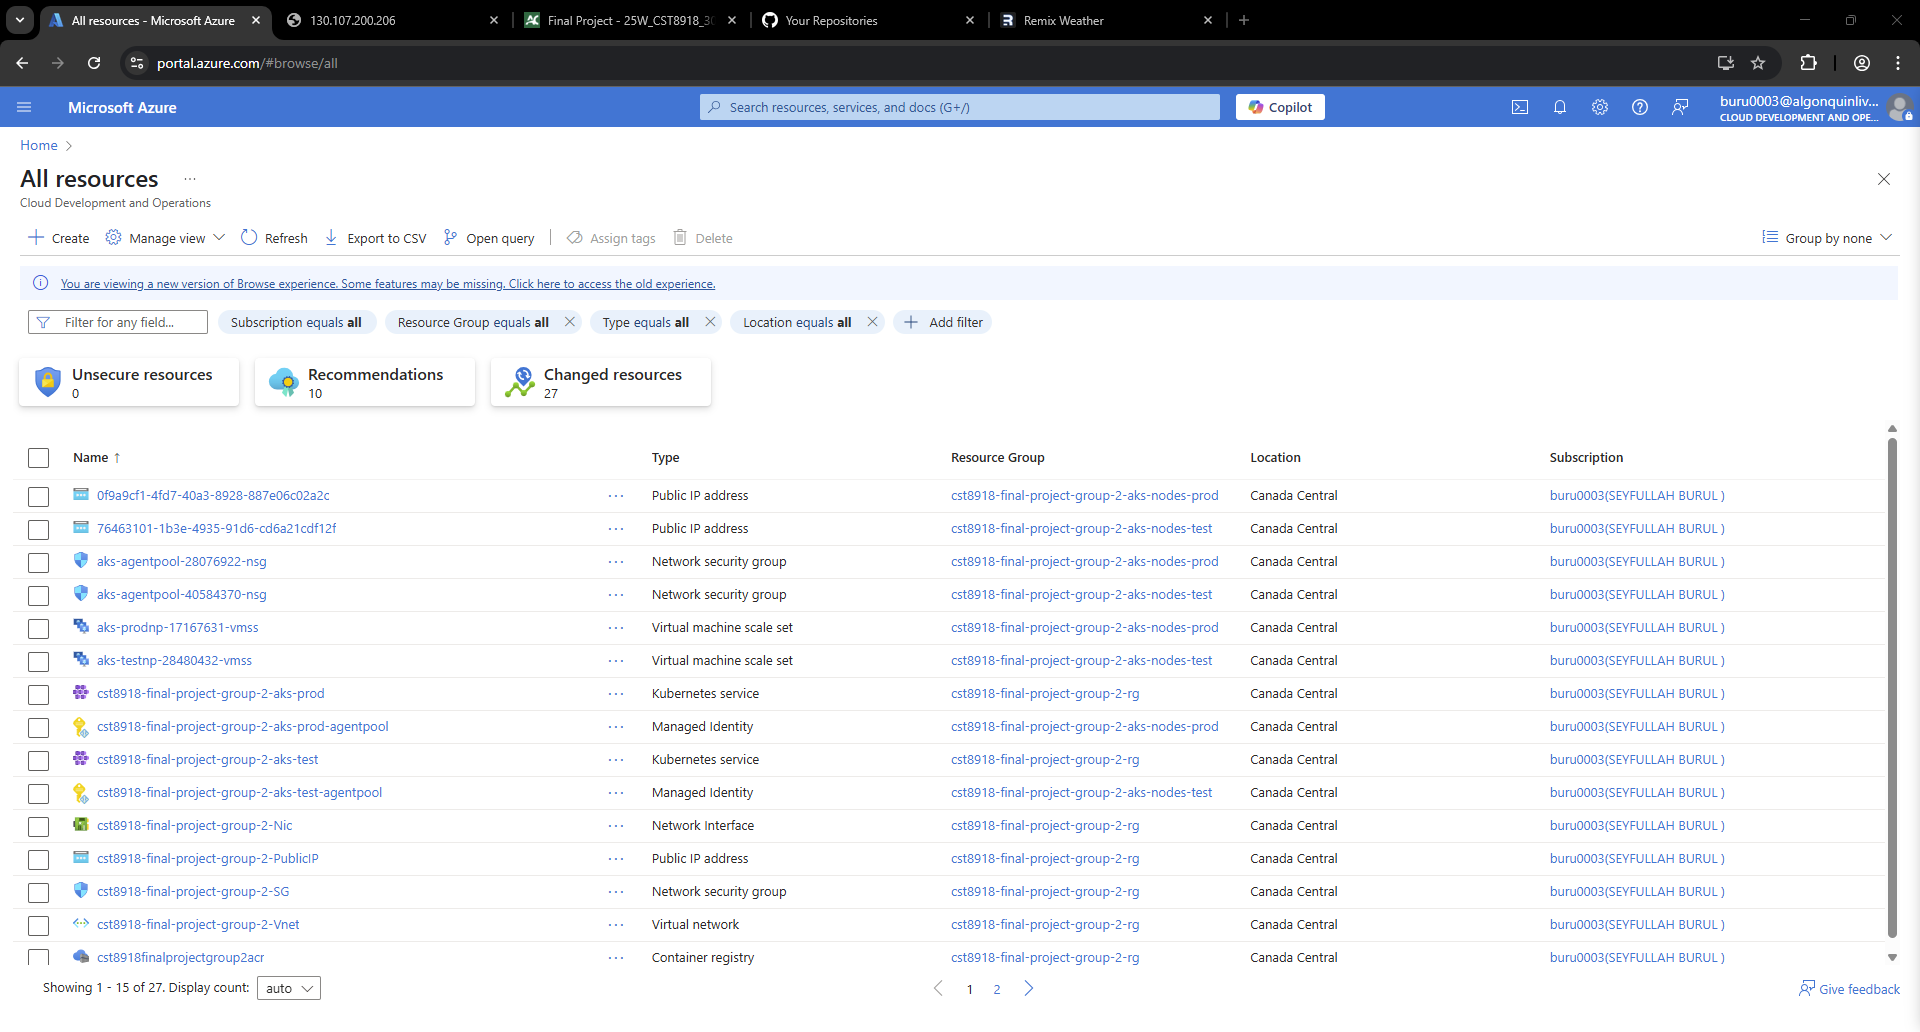 All resources - Microsoft Azure
130.107.200.206
Final Project - 25W_CST8918_30
Your Repositories
Remix Weather
portal.azure.com/#browse/all
Microsoft Azure
Search resources, services, and docs (G+/)
Copilot
buru0003@algonquinliv...
CLOUD DEVELOPMENT AND OPE...
Home
All resources ...
Cloud Development and Operations
Create Manage view Refresh Export to CSV Open query Assign tags Delete Group by none
You are viewing a new version of Browse experience. Some features may be missing. Click here to access the old experience.
Filter for any field... Subscription equals all Resource Group equals all Type equals all Location equals all Add filter
Unsecure resources
0
Recommendations
10
Changed resources
27
Name ↑ Type Resource Group Location Subscription
0f9a9cf1-4fd7-40a3-8928-887e06c02a2c ... Public IP address cst8918-final-project-group-2-aks-nodes-prod Canada Central buru0003(SEYFULLAH BURUL )
76463101-1b3e-4935-91d6-cd6a21cdf12f ... Public IP address cst8918-final-project-group-2-aks-nodes-test Canada Central buru0003(SEYFULLAH BURUL )
aks-agentpool-28076922-nsg ... Network security group cst8918-final-project-group-2-aks-nodes-prod Canada Central buru0003(SEYFULLAH BURUL )
aks-agentpool-40584370-nsg ... Network security group cst8918-final-project-group-2-aks-nodes-test Canada Central buru0003(SEYFULLAH BURUL )
aks-prodnp-17167631-vmss ... Virtual machine scale set cst8918-final-project-group-2-aks-nodes-prod Canada Central buru0003(SEYFULLAH BURUL )
aks-testnp-28480432-vmss ... Virtual machine scale set cst8918-final-project-group-2-aks-nodes-test Canada Central buru0003(SEYFULLAH BURUL )
cst8918-final-project-group-2-aks-prod ... Kubernetes service cst8918-final-project-group-2-rg Canada Central buru0003(SEYFULLAH BURUL )
cst8918-final-project-group-2-aks-prod-agentpool ... Managed Identity cst8918-final-project-group-2-aks-nodes-prod Canada Central buru0003(SEYFULLAH BURUL )
cst8918-final-project-group-2-aks-test ... Kubernetes service cst8918-final-project-group-2-rg Canada Central buru0003(SEYFULLAH BURUL )
cst8918-final-project-group-2-aks-test-agentpool ... Managed Identity cst8918-final-project-group-2-aks-nodes-test Canada Central buru0003(SEYFULLAH BURUL )
cst8918-final-project-group-2-Nic ... Network Interface cst8918-final-project-group-2-rg Canada Central buru0003(SEYFULLAH BURUL )
cst8918-final-project-group-2-PublicIP ... Public IP address cst8918-final-project-group-2-rg Canada Central buru0003(SEYFULLAH BURUL )
cst8918-final-project-group-2-SG ... Network security group cst8918-final-project-group-2-rg Canada Central buru0003(SEYFULLAH BURUL )
cst8918-final-project-group-2-Vnet ... Virtual network cst8918-final-project-group-2-rg Canada Central buru0003(SEYFULLAH BURUL )
cst8918finalprojectgroup2acr ... Container registry cst8918-final-project-group-2-rg Canada Central buru0003(SEYFULLAH BURUL )
Showing 1 - 15 of 27. Display count: auto 1 2 Give feedback